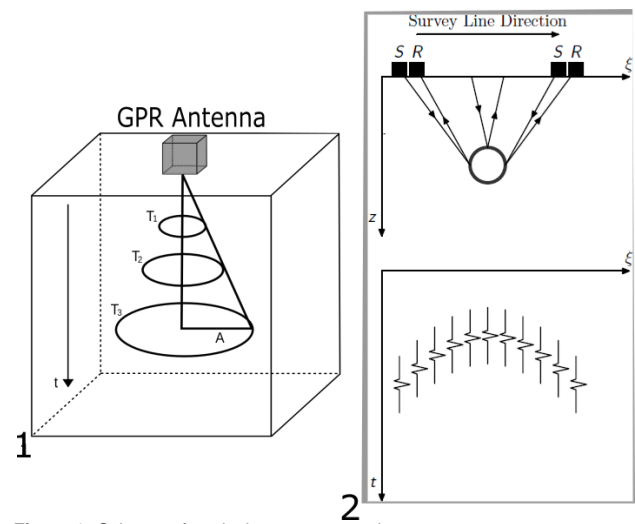 GPR Antenna
T1
T2
T3
A
t
1
Survey Line Direction
S R S R
ξ
z
ξ
t
2